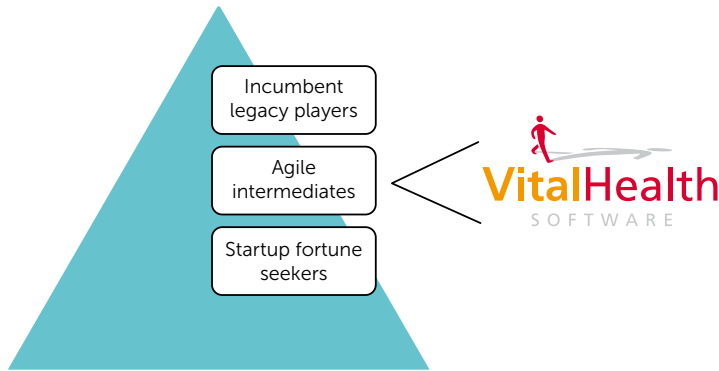 Incumbent
legacy players
Agile
intermediates
VitalHealth
SOFTWARE
Startup fortune
seekers